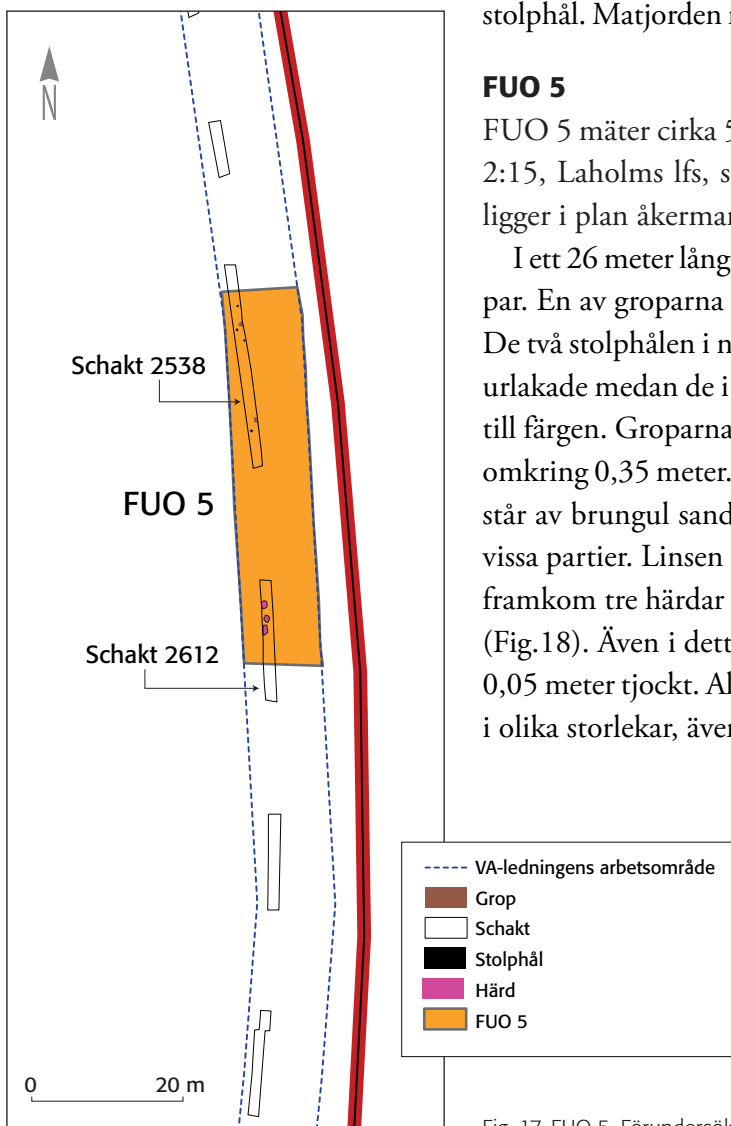 N
Schakt 2538
FUO 5
Schakt 2612
0 20 m
stolphål. Matjorden
FUO 5
FUO 5 mäter cirka
2:15, Laholms lfs,
ligger i plan
I ett 26 meter lång
par. En av groparna
De två stolphålen i
urlakade medan de i
till färgen. Groparna
omkring 0,35 meter.
står av brungul sand
vissa partier. Linsen
framkom tre härdar
(Fig.18). Även i dett
0,05 meter tjockt.
i olika storlekar,
VA-ledningens arbetsområde
Grop
Schakt
Stolphål
Härd
FUO 5
Fig. 17. FUO 5.